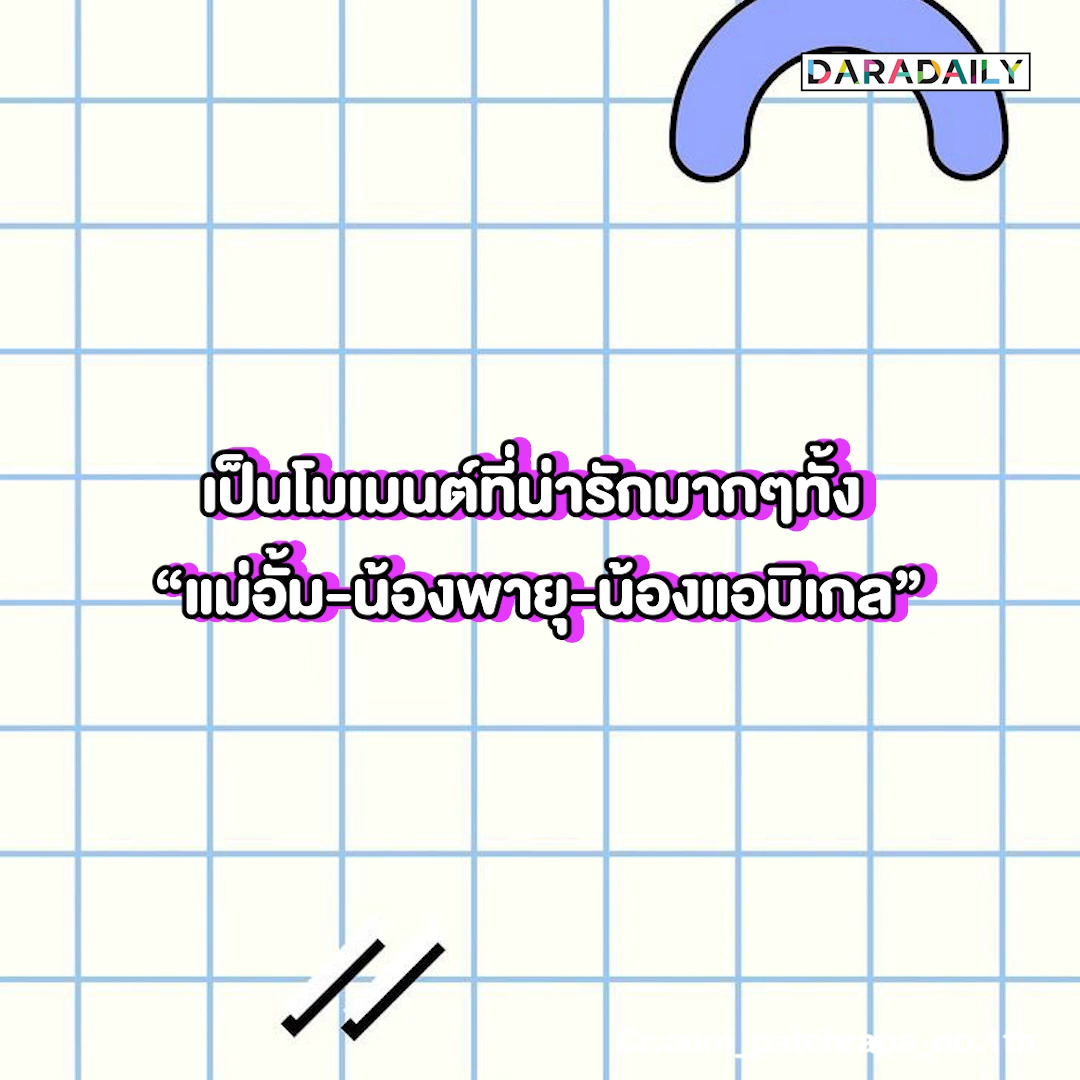 DARADAILY
เป็นโมเมนต์ที่น่ารักมากๆทั้ง
“แม่อั้ม-น้องพายุ-น้องแอบิเกล”